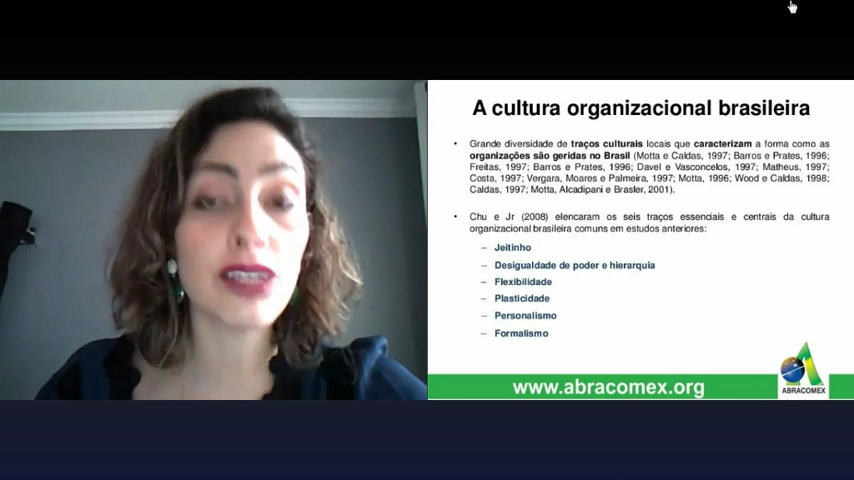 A cultura organizacional brasileira
• Grande diversidade de traços culturais locais que caracterizam a forma como as
organizações são geridas no Brasil (Motta e Caldas, 1997; Barros e Prates, 1996;
Freitas, 1997; Barros e Prates, 1996; Davel e Vasconcelos, 1997; Matheus, 1997;
Costa, 1997; Vergara, Moares e Palmeira, 1997; Motta, 1996; Wood e Caldas, 1998;
Caldas, 1997; Motta, Alcadipani e Brasler, 2001).
• Chu e Jr (2008) elencaram os seis traços essenciais e centrais da cultura
organizacional brasileira comuns em estudos anteriores:
– Jeitinho
– Desigualdade de poder e hierarquia
– Flexibilidade
– Plasticidade
– Personalismo
– Formalismo
www.abracomex.org
ABRACOMEX